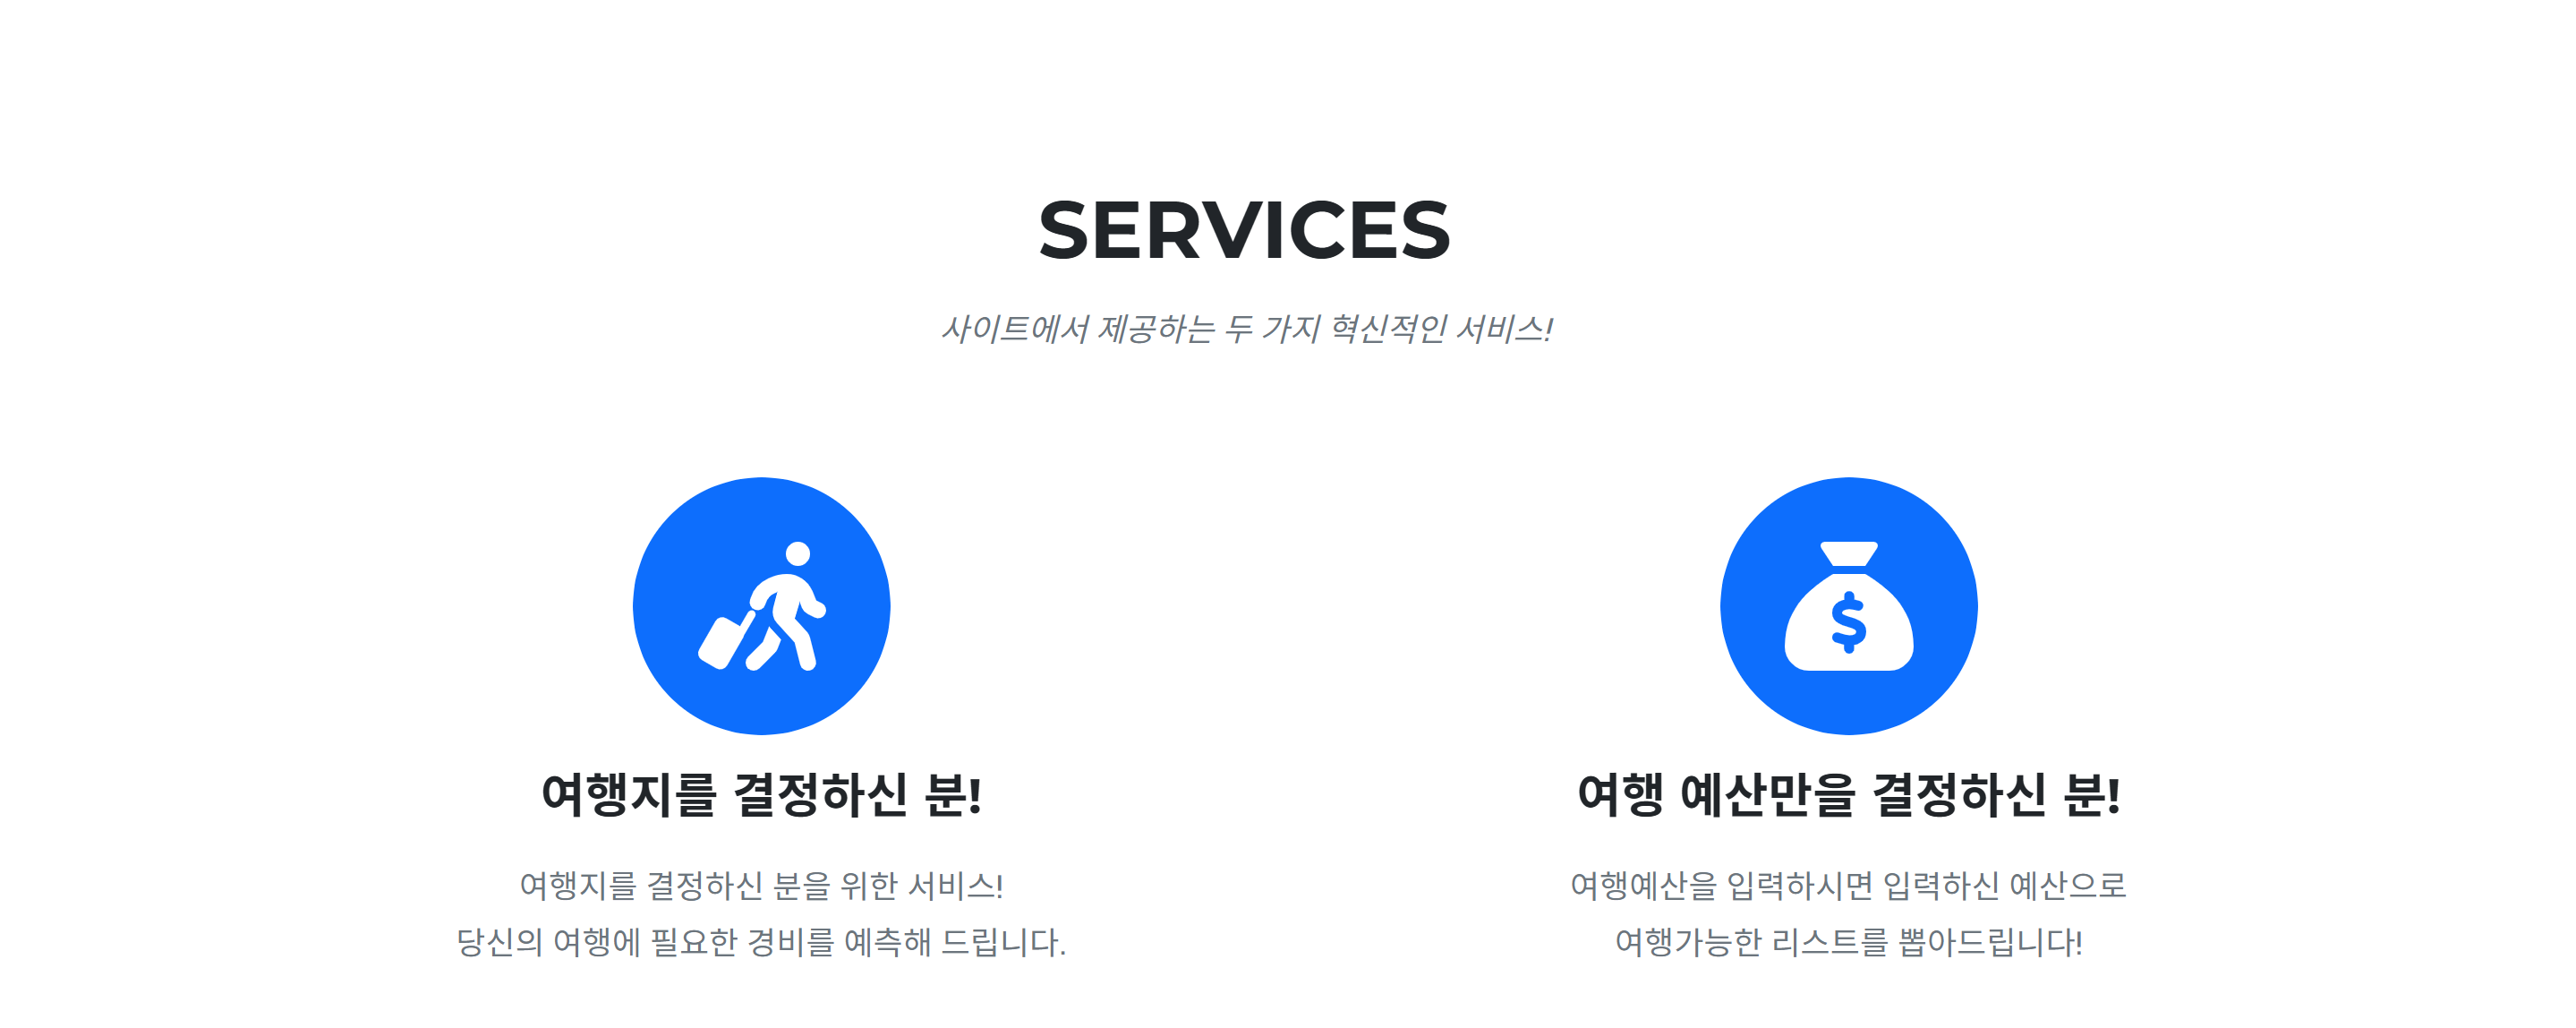 SERVICES
사이트에서 제공하는 두 가지 혁신적인 서비스!
$
여행지를 결정하신 분!
여행지를 결정하신 분을 위한 서비스!
당신의 여행에 필요한 경비를 예측해 드립니다.
여행 예산만을 결정하신 분!
여행예산을 입력하시면 입력하신 예산으로
여행가능한 리스트를 뽑아드립니다!